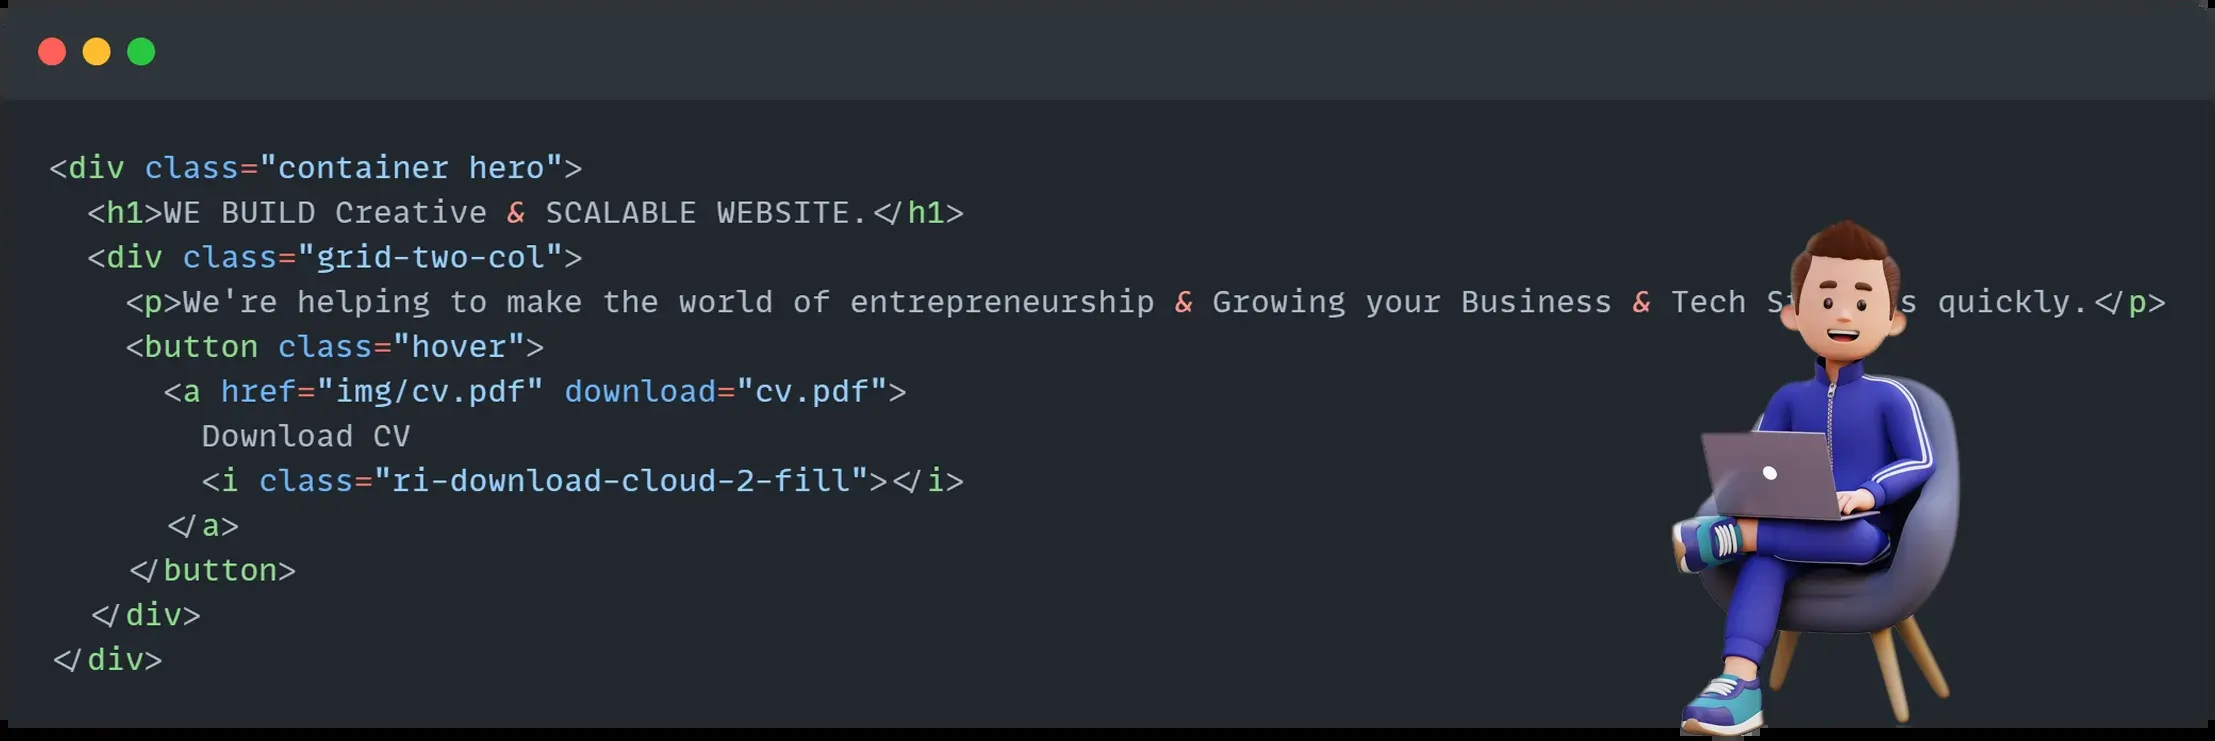 <div class="container hero">
<h1>WE BUILD Creative & SCALABLE WEBSITE.</h1>
<div class="grid-two-col">
<p>We're helping to make the world of entrepreneurship & Growing your Business & Tech quickly.</p>
<button class="hover">
<a href="img/cv.pdf" download="cv.pdf">
Download CV
<i class="ri-download-cloud-2-fill"></i>
</a>
</button>
</div>
</div>